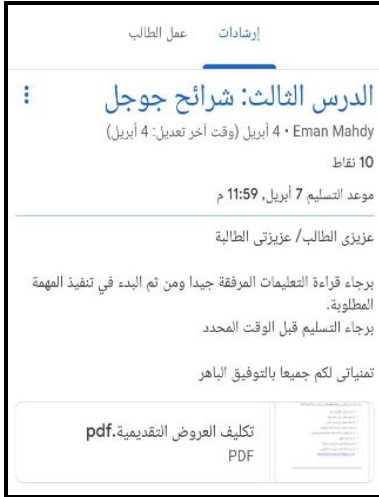 إرشادات
عمل الطالب
الدرس الثالث: شرائح جوجل
Eman Mahdy • 4 أبريل (وقت آخر تعديل: 4 أبريل)
10 نقاط
موعد التسليم 7 أبريل, 11:59 م
عزيزى الطالب/ عزيزتى الطالبة
برجاء قراءة التعليمات المرفقة جيدا ومن ثم البدء في تنفيذ المهمة
المطلوبة.
برجاء التسليم قبل الوقت المحدد
تمنياتى لكم جميعا بالتوفيق الباهر
تكليف العروض التقديمية.pdf
PDF